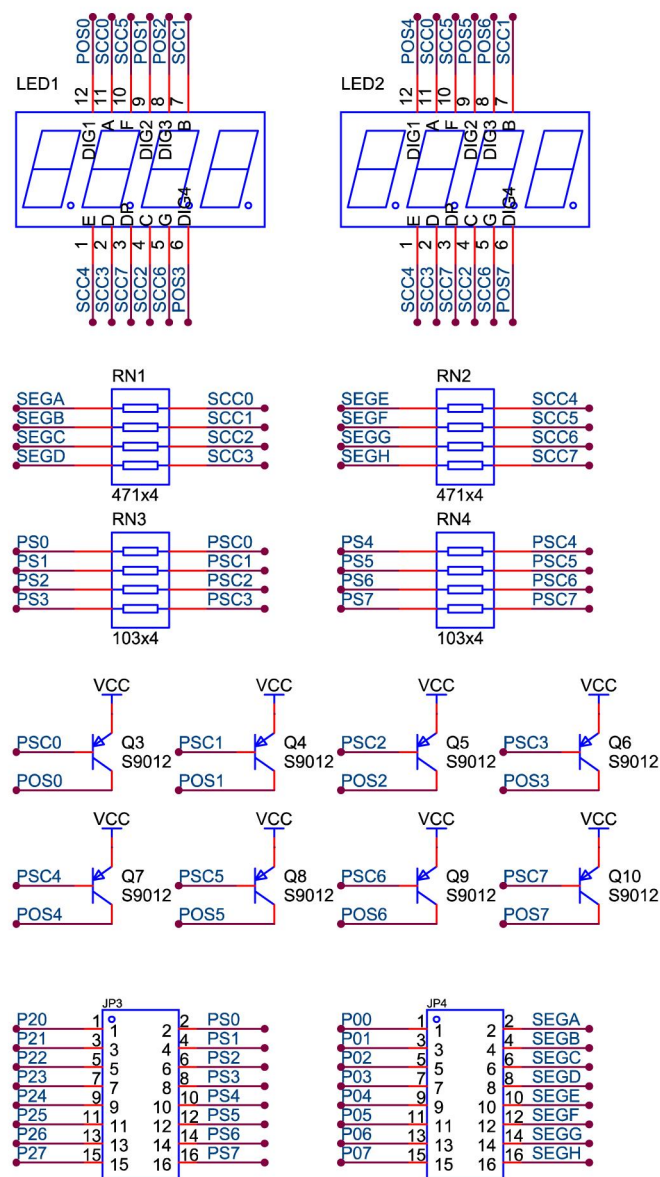 POS0 SCC0 SCC5 POS1 POS2 SCC1 POS4 SCC0 SCC5 POS5 POS6 SCC1
LED1 12 11 10 9 8 7 LED2 12 11 10 9 8 7
DIG1 A F DIG2 DIG3 B DIG1 A F DIG2 DIG3 B
E D DP C G DIG4 E D DP C G DIG4
1 2 3 4 5 6 1 2 3 4 5 6
SCC4 SCC3 SCC7 SCC2 SCC6 POS3 SCC4 SCC3 SCC7 SCC2 SCC6 POS7
RN1 RN2
SEGA SCC0 SEGE SCC4
SEGB SCC1 SEGF SCC5
SEGC SCC2 SEGG SCC6
SEGD SCC3 SEGH SCC7
471x4 471x4
RN3 RN4
PS0 PSC0 PS4 PSC4
PS1 PSC1 PS5 PSC5
PS2 PSC2 PS6 PSC6
PS3 PSC3 PS7 PSC7
103x4 103x4
VCC VCC VCC VCC
PSC0 Q3 PSC1 Q4 PSC2 Q5 PSC3 Q6
S9012 S9012 S9012 S9012
POS0 POS1 POS2 POS3
VCC VCC VCC VCC
PSC4 Q7 PSC5 Q8 PSC6 Q9 PSC7 Q10
S9012 S9012 S9012 S9012
POS4 POS5 POS6 POS7
JP3 JP4
P20 1 1 2 2 PS0 P00 1 1 2 2 SEGA
P21 3 3 4 4 PS1 P01 3 3 4 4 SEGB
P22 5 5 6 6 PS2 P02 5 5 6 6 SEGC
P23 7 7 8 8 PS3 P03 7 7 8 8 SEGD
P24 9 9 10 10 PS4 P04 9 9 10 10 SEGE
P25 11 11 12 12 PS5 P05 11 11 12 12 SEGF
P26 13 13 14 14 PS6 P06 13 13 14 14 SEGG
P27 15 15 16 16 PS7 P07 15 15 16 16 SEGH